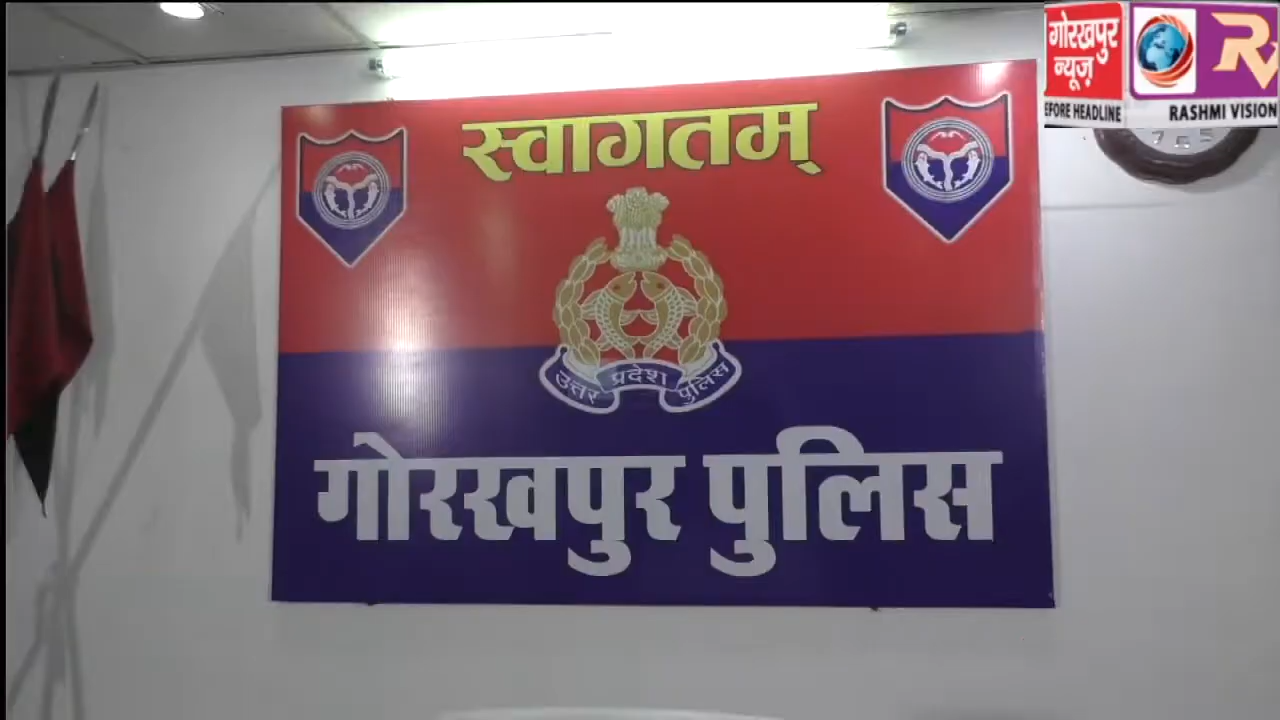 गोरखपुर
न्यूज़
EFORE HEADLINE
RASHMI VISION
स्वागतम्
उत्तर प्रदेश पुलिस
गोरखपुर पुलिस